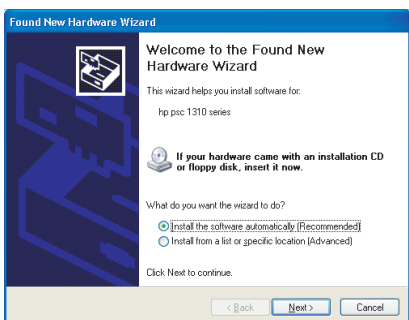 Found New Hardware Wizard
Welcome to the Found New
Hardware Wizard
This wizard helps you install software for:
hp psc 1310 series
If your hardware came with an installation CD
or floppy disk, insert it now.
What do you want the wizard to do?
Install the software automatically (Recommended)
Install from a list or specific location (Advanced)
Click Next to continue.
< Back Next > Cancel